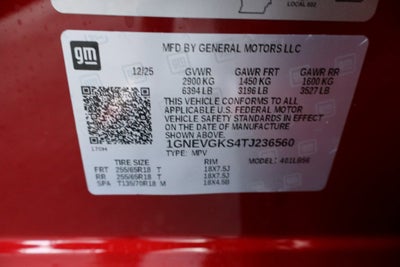 LOCAL 602
gm
MFD BY GENERAL MOTORS LLC
12/25 GVWR GAWR FRT GAWR RR
2900 KG 1450 KG 1600 KG
6394 LB 3196 LB 3527 LB
THIS VEHICLE CONFORMS TO ALL
APPLICABLE U.S. FEDERAL MOTOR
VEHICLE SAFETY STANDARDS IN EFFECT
ON THE DATE OF MANUFACTURE
SHOWN ABOVE.
1GNEVGKS4TJ236560
TYPE: MPV
TIRE SIZE RIM MODEL: 4O1LB56
FRT 255/65R18 T 18X7.5J
RR 255/65R18 T 18X7.5J
SPA T135/70R18 M 18X4.5B